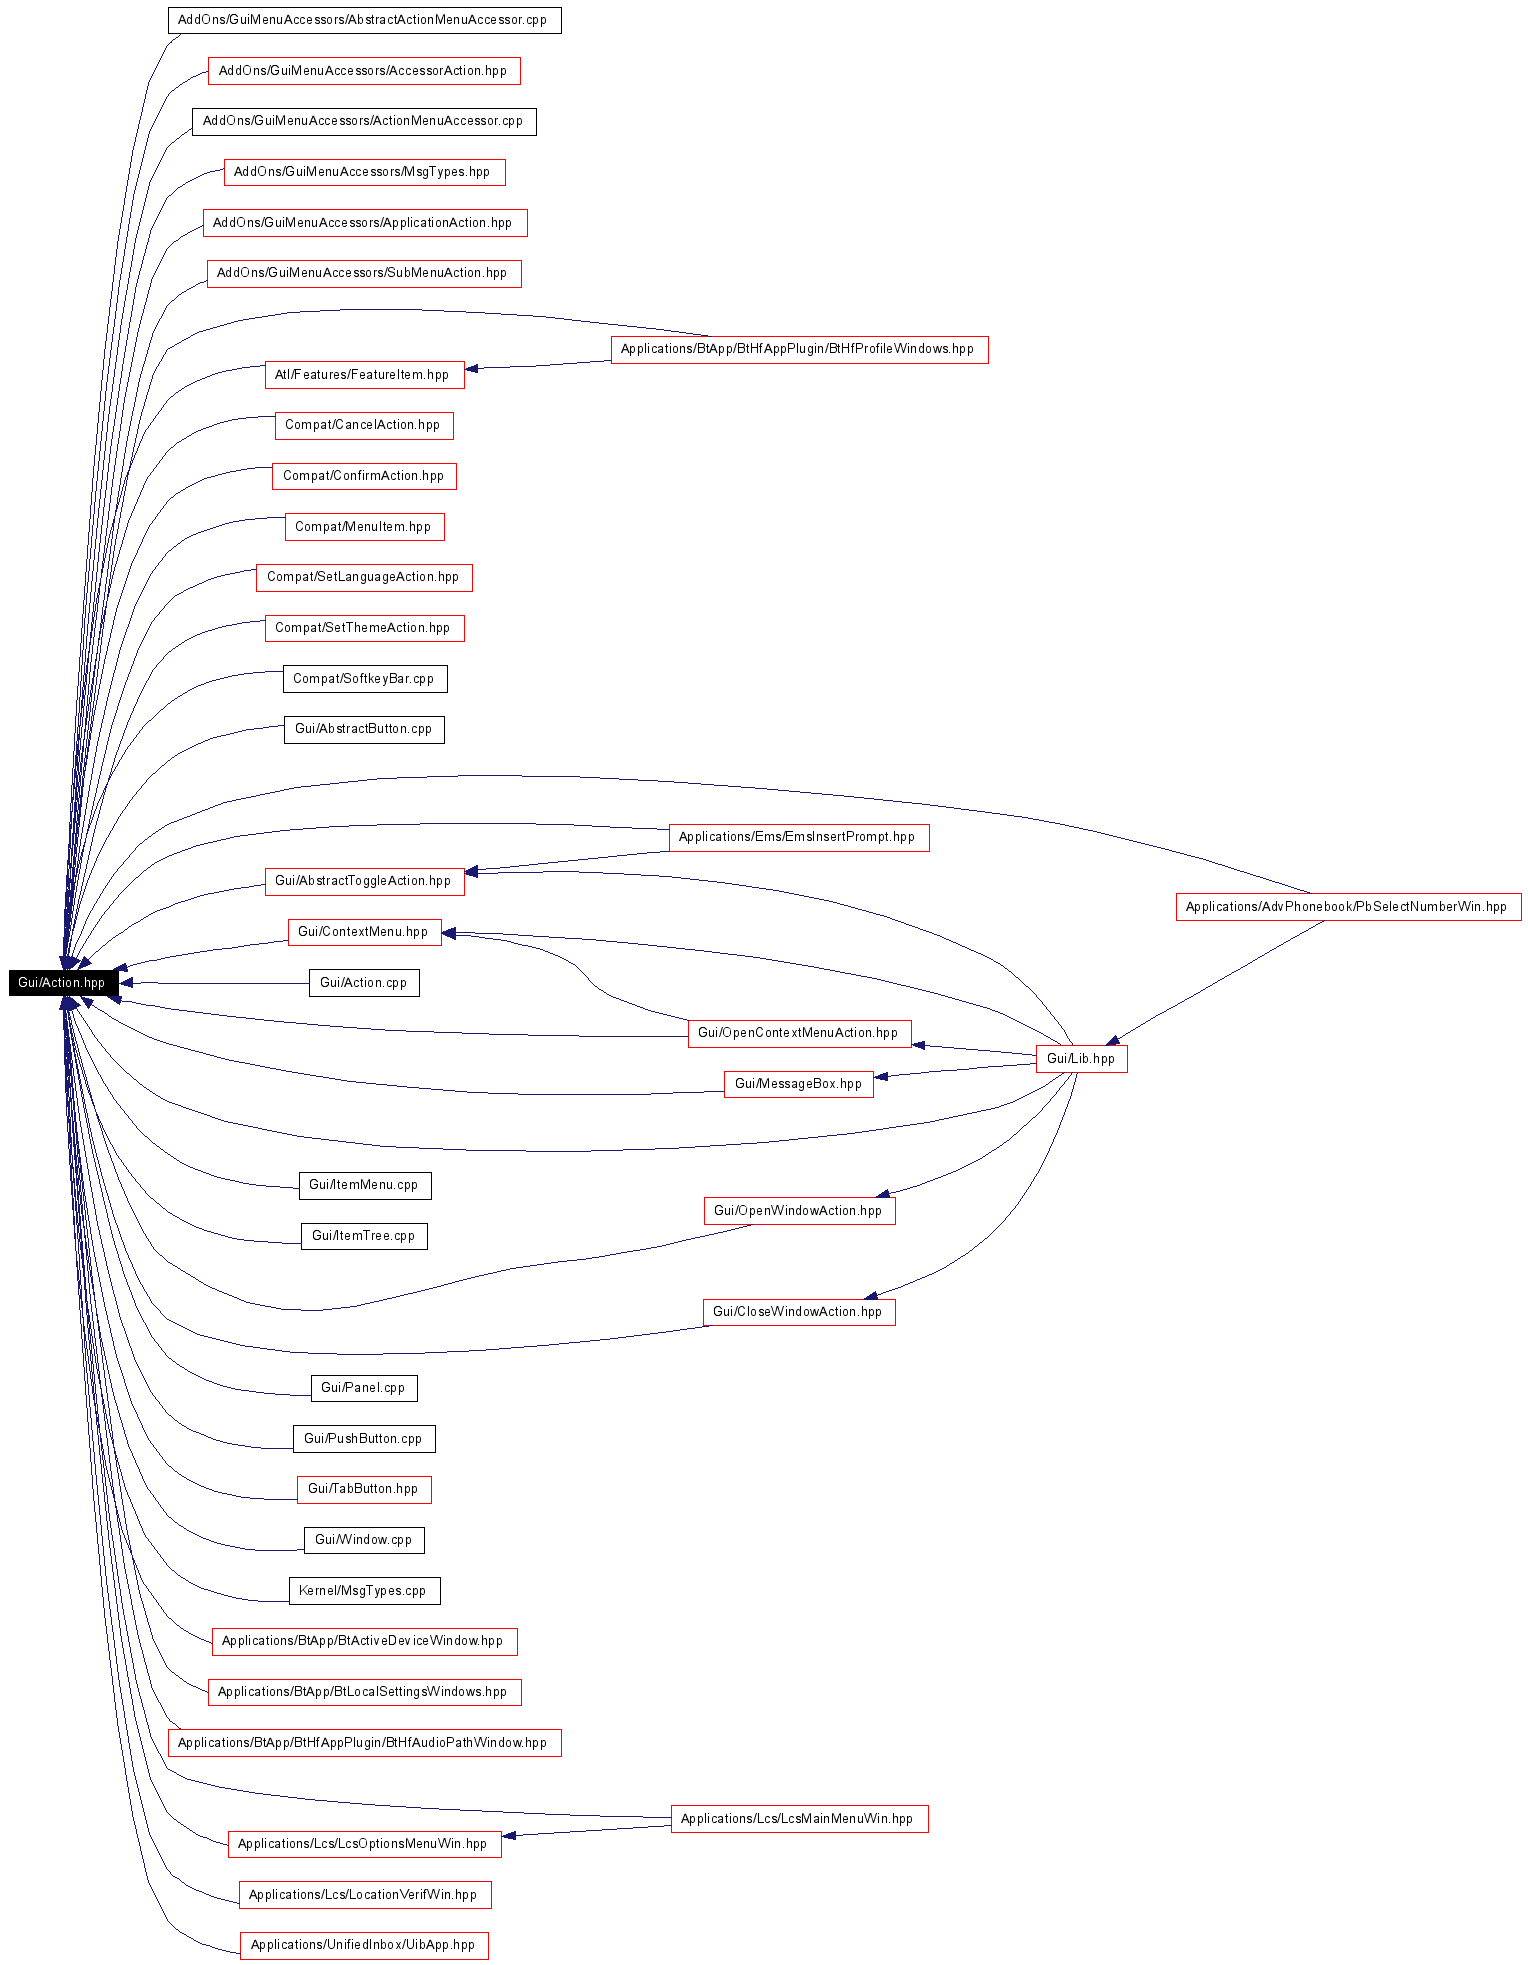 AddOns/GuiMenuAccessors/AbstractActionMenuAccessor.cpp
AddOns/GuiMenuAccessors/AccessorAction.hpp
AddOns/GuiMenuAccessors/ActionMenuAccessor.cpp
AddOns/GuiMenuAccessors/MsgTypes.hpp
AddOns/GuiMenuAccessors/ApplicationAction.hpp
AddOns/GuiMenuAccessors/SubMenuAction.hpp
Applications/BtApp/BtHfAppPlugin/BtHfProfileWindows.hpp
Atl/Features/FeatureItem.hpp
Compat/CancelAction.hpp
Compat/ConfirmAction.hpp
Compat/MenuItem.hpp
Compat/SetLanguageAction.hpp
Compat/SetThemeAction.hpp
Compat/SoftkeyBar.cpp
Gui/AbstractButton.cpp
Applications/Ems/EmsInsertPrompt.hpp
Gui/AbstractToggleAction.hpp
Applications/AdvPhonebook/PbSelectNumberWin.hpp
Gui/ContextMenu.hpp
Gui/Action.hpp
Gui/Action.cpp
Gui/OpenContextMenuAction.hpp
Gui/Lib.hpp
Gui/MessageBox.hpp
Gui/ItemMenu.cpp
Gui/OpenWindowAction.hpp
Gui/ItemTree.cpp
Gui/CloseWindowAction.hpp
Gui/Panel.cpp
Gui/PushButton.cpp
Gui/TabButton.hpp
Gui/Window.cpp
Kernel/MsgTypes.cpp
Applications/BtApp/BtActiveDeviceWindow.hpp
Applications/BtApp/BtLocalSettingsWindows.hpp
Applications/BtApp/BtHfAppPlugin/BtHfAudioPathWindow.hpp
Applications/Lcs/LcsMainMenuWin.hpp
Applications/Lcs/LcsOptionsMenuWin.hpp
Applications/Lcs/LocationVerifWin.hpp
Applications/UnifiedInbox/UibApp.hpp